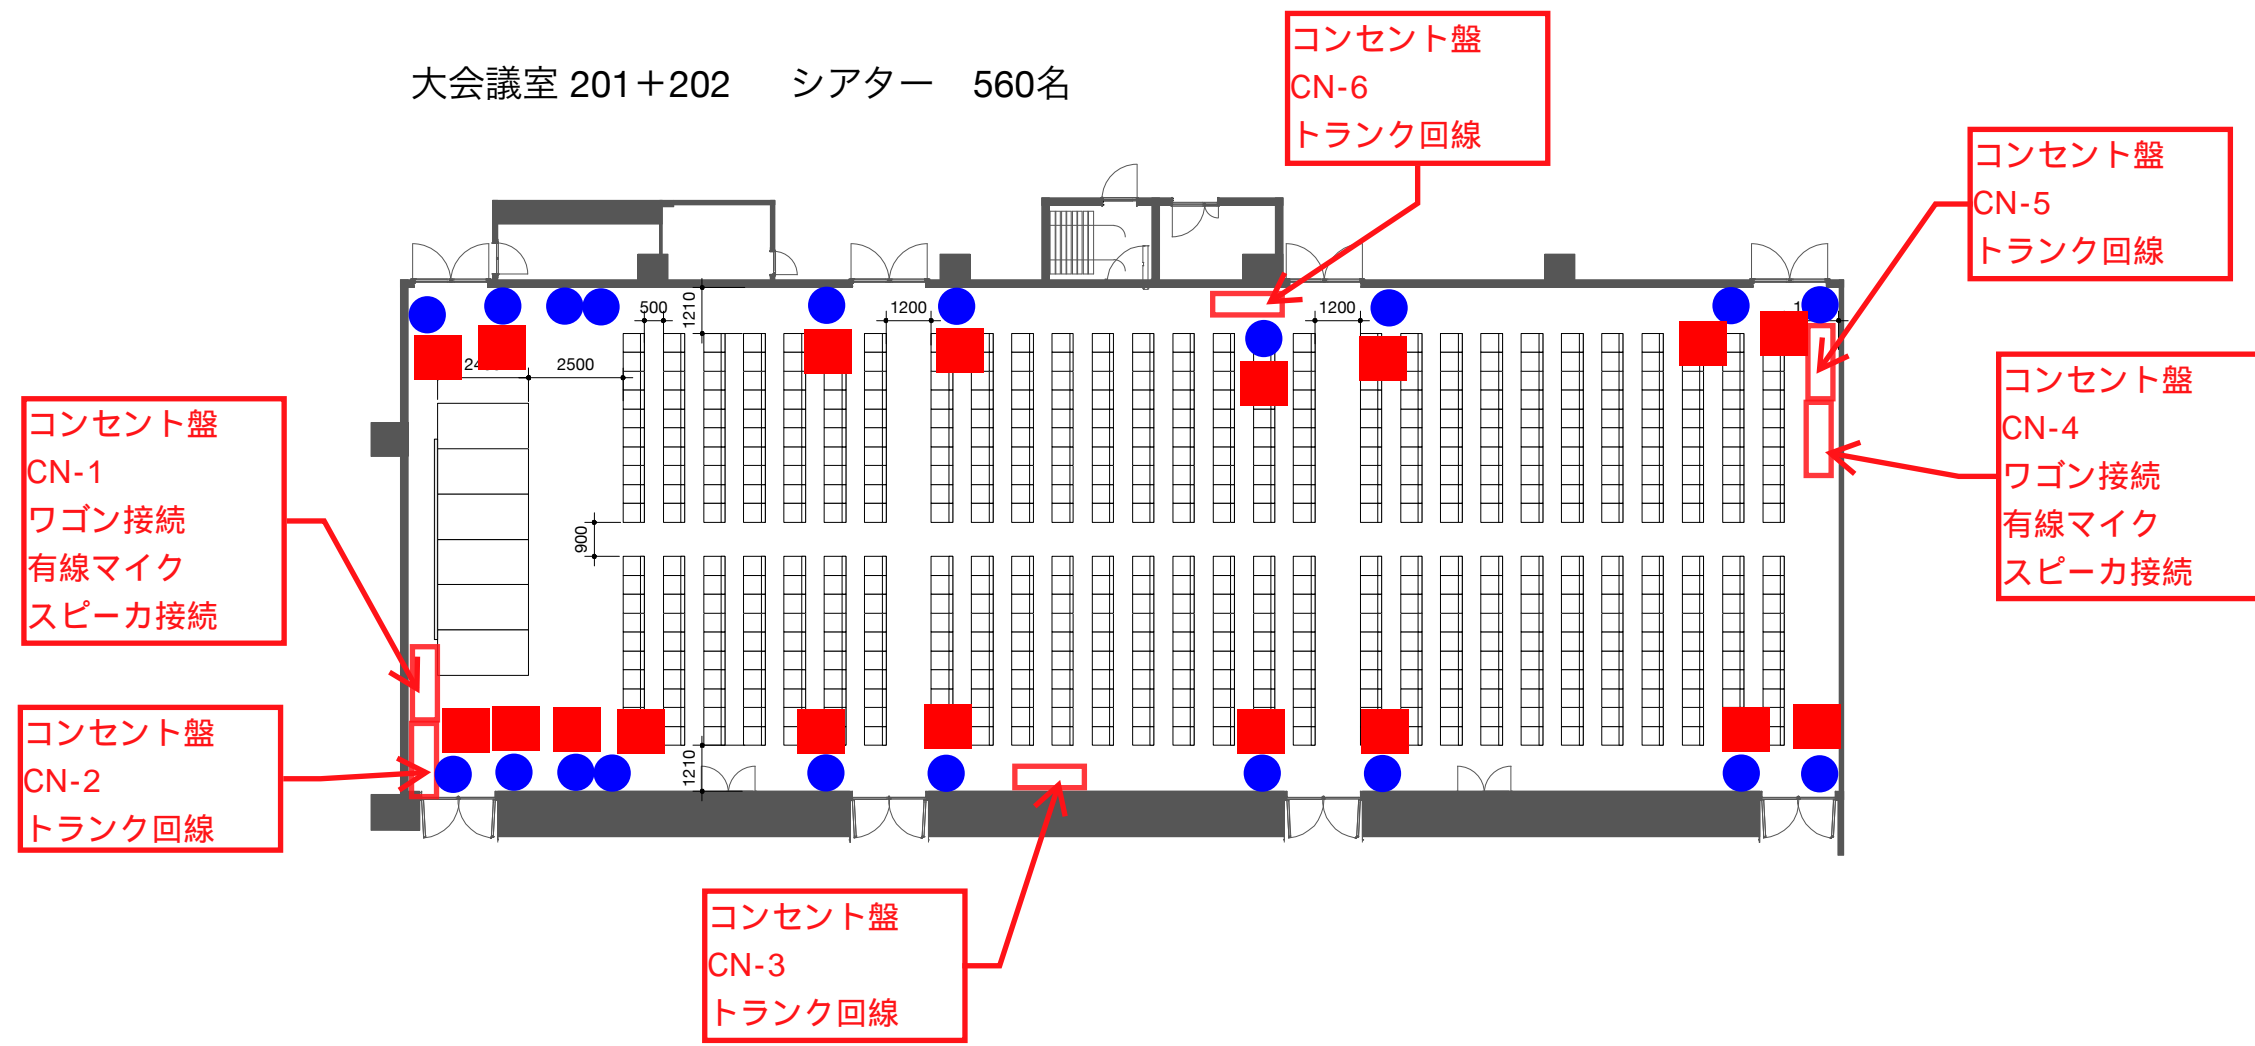 大会議室 201＋202　シアター　560名
コンセント盤
CN-6
トランク回線
コンセント盤
CN-5
トランク回線
コンセント盤
CN-4
ワゴン接続
有線マイク
スピーカ接続
500
1210
1200
1200
2500
900
1210
コンセント盤
CN-1
ワゴン接続
有線マイク
スピーカ接続
コンセント盤
CN-2
トランク回線
コンセント盤
CN-3
トランク回線